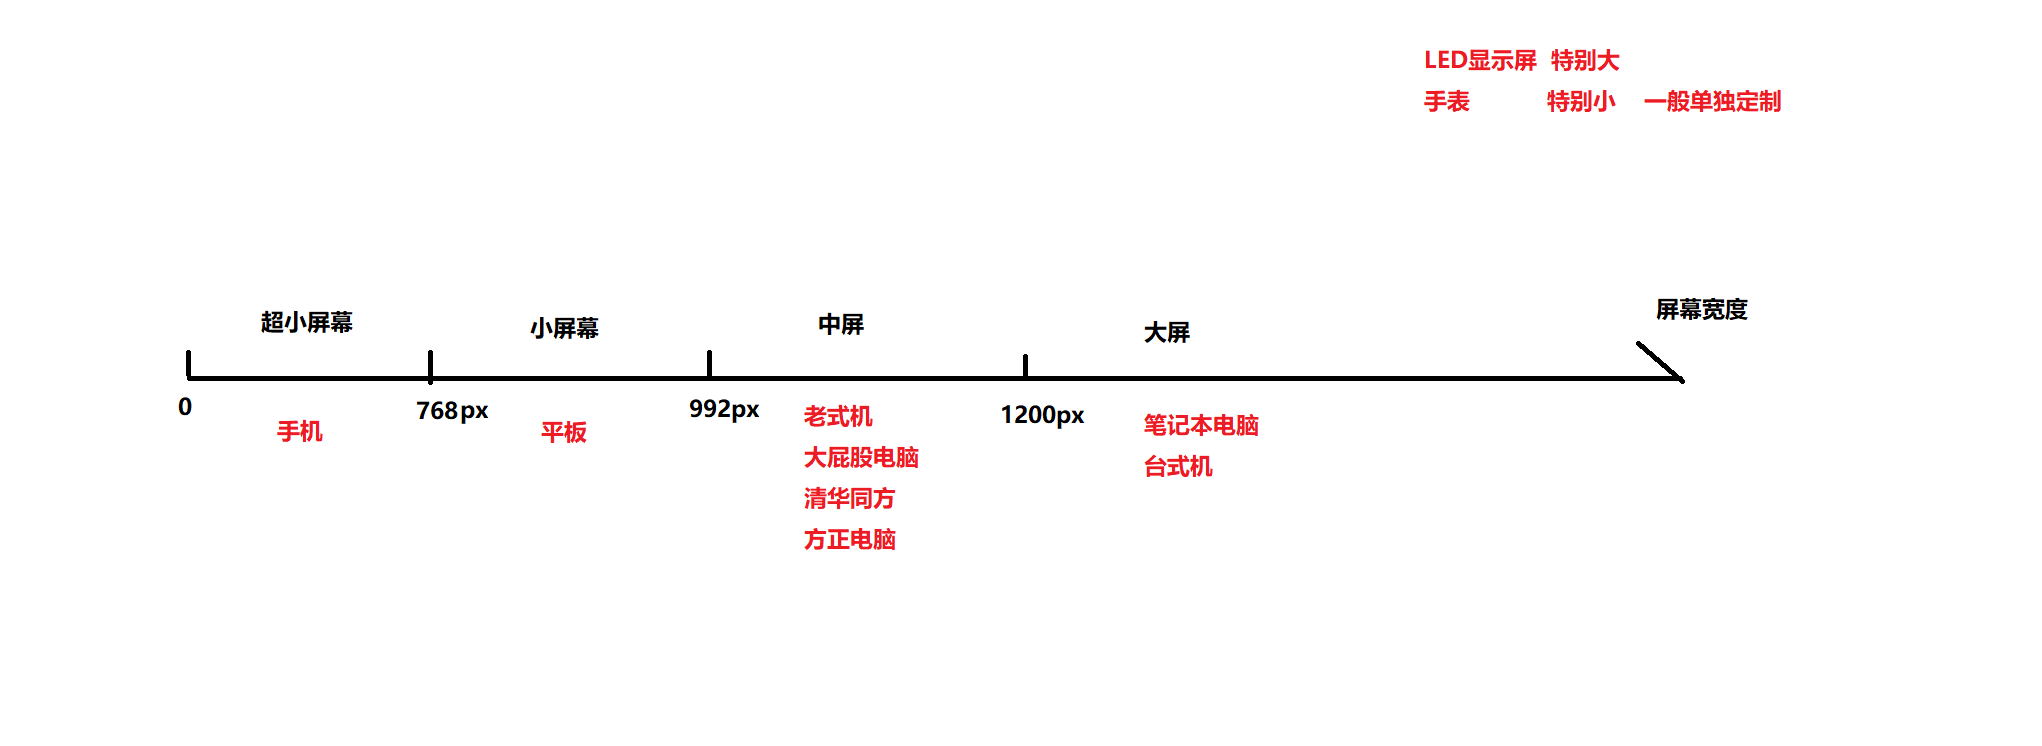 LED显示屏 特别大
手表 特别小 一般单独定制
超小屏幕 小屏幕 中屏 大屏 屏幕宽度
0 768px 992px 1200px
手机 平板 老式机 笔记本电脑
大屁股电脑 台式机
清华同方
方正电脑